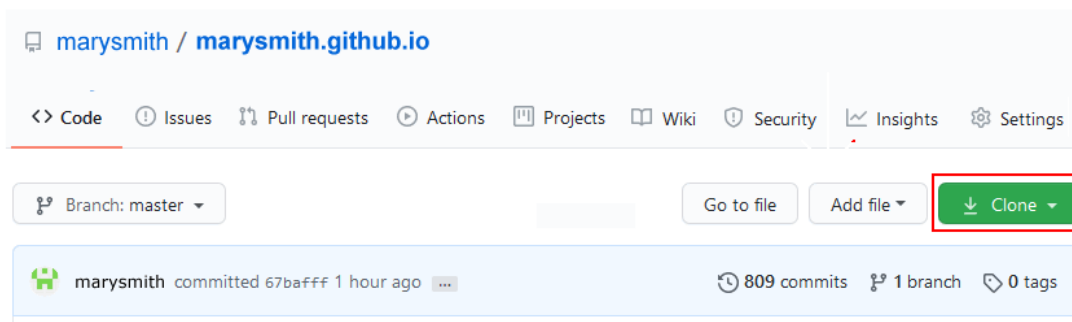 marysmith / marysmith.github.io
<> Code Issues Pull requests Actions Projects Wiki Security Insights Settings
Branch: master Go to file Add file Clone
marysmith committed 67bafff 1 hour ago ... 809 commits 1 branch 0 tags